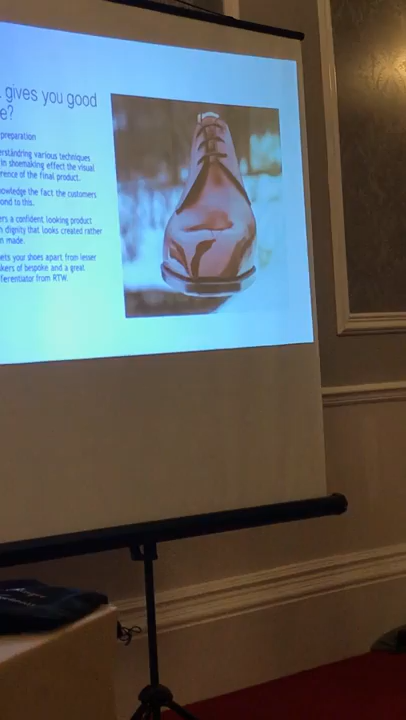 gives you good
e?
preparation
erständring various techniques
in shoemaking effect the visual
rence of the final product.
owledge the fact the customers
ond to this.
ers a confident looking product
dignity that looks created rather
n made.
ets your shoes apart from lesser
kers of bespoke and a great
ferentiator from RTW.